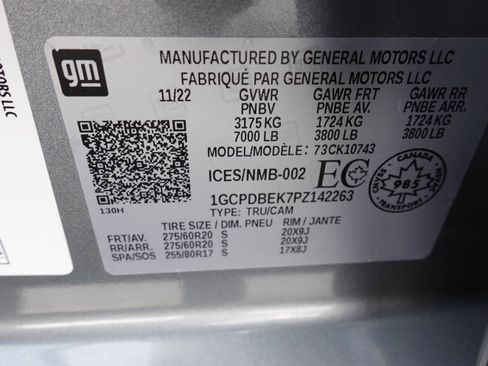 OTORS LLC
gm
MANUFACTURED BY GENERAL MOTORS LLC
FABRIQUÉ PAR GENERAL MOTORS LLC
11/22 GVWR GAWR FRT GAWR RR
PNBV PNBE AV. PNBE ARR.
3175 KG 1724 KG 1724 KG
7000 LB 3800 LB 3800 LB
MODEL/MODÈLE: 73CK10743
ICES/NMB-002 EC
CANADA
985
TRANSPORT
130H
1GCPDBEK7PZ142263
TYPE: TRU/CAM
TIRE SIZE / DIM. PNEU RIM / JANTE
FRT/AV. 275/60R20 S 20X9J
RR/ARR. 275/60R20 S 20X9J
SPA/SOS 255/80R17 S 17X8J